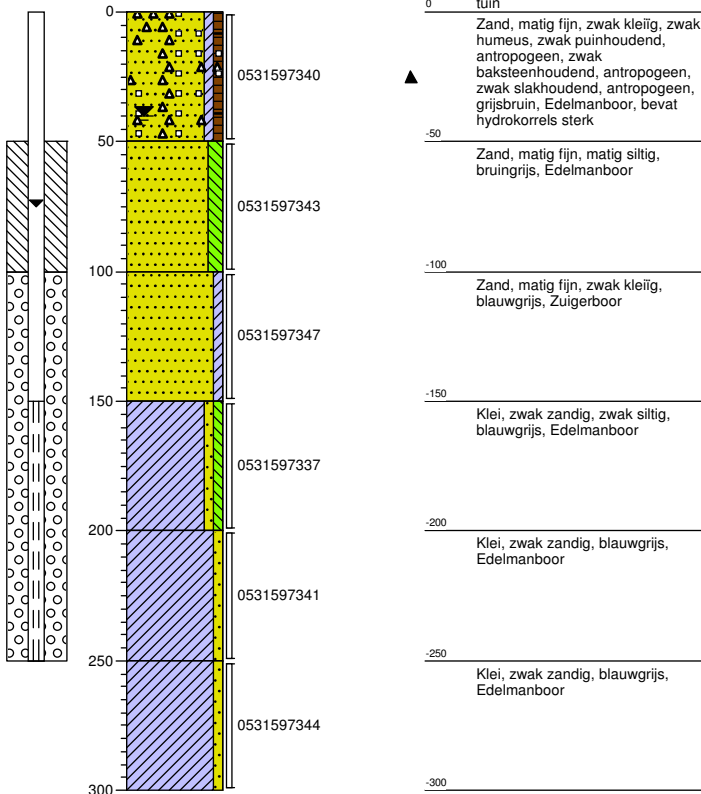 0
0531597340
50
0531597343
100
0531597347
150
0531597337
200
0531597341
250
0531597344
300
0
tuin
Zand, matig fijn, zwak kleiïg, zwak
humeus, zwak puinhoudend,
antropogeen, zwak
baksteenhoudend, antropogeen,
zwak slakhoudend, antropogeen,
grijsbruin, Edelmanboor, bevat
hydrokorrels sterk
-50
Zand, matig fijn, matig siltig,
bruingrijs, Edelmanboor
-100
Zand, matig fijn, zwak kleiïg,
blauwgrijs, Zuigerboor
-150
Klei, zwak zandig, zwak siltig,
blauwgrijs, Edelmanboor
-200
Klei, zwak zandig, blauwgrijs,
Edelmanboor
-250
Klei, zwak zandig, blauwgrijs,
Edelmanboor
-300